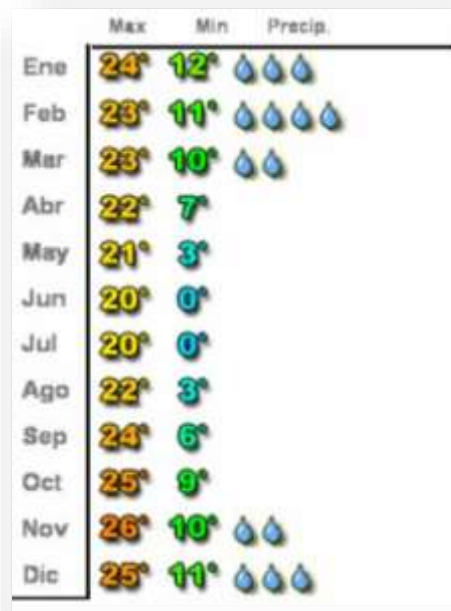 Max Min Precip.
Ene 24° 12°
Feb 23° 11°
Mar 23° 10°
Abr 22° 7°
May 21° 3°
Jun 20° 0°
Jul 20° 0°
Ago 22° 3°
Sep 24° 6°
Oct 25° 9°
Nov 26° 10°
Dic 25° 11°